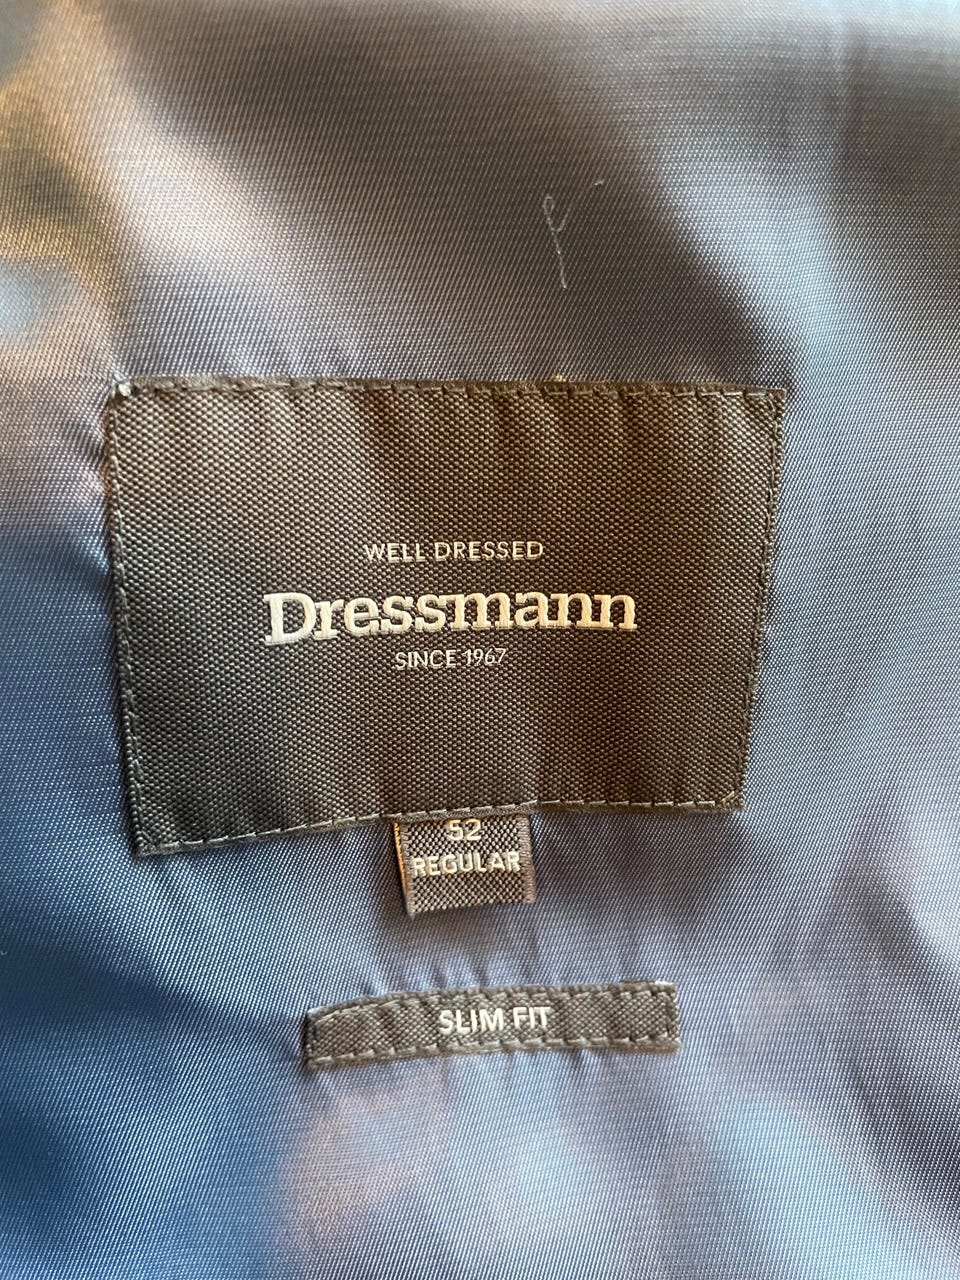 WELL DRESSED
Dressmann
SINCE 1967
52
REGULAR
SLIM FIT